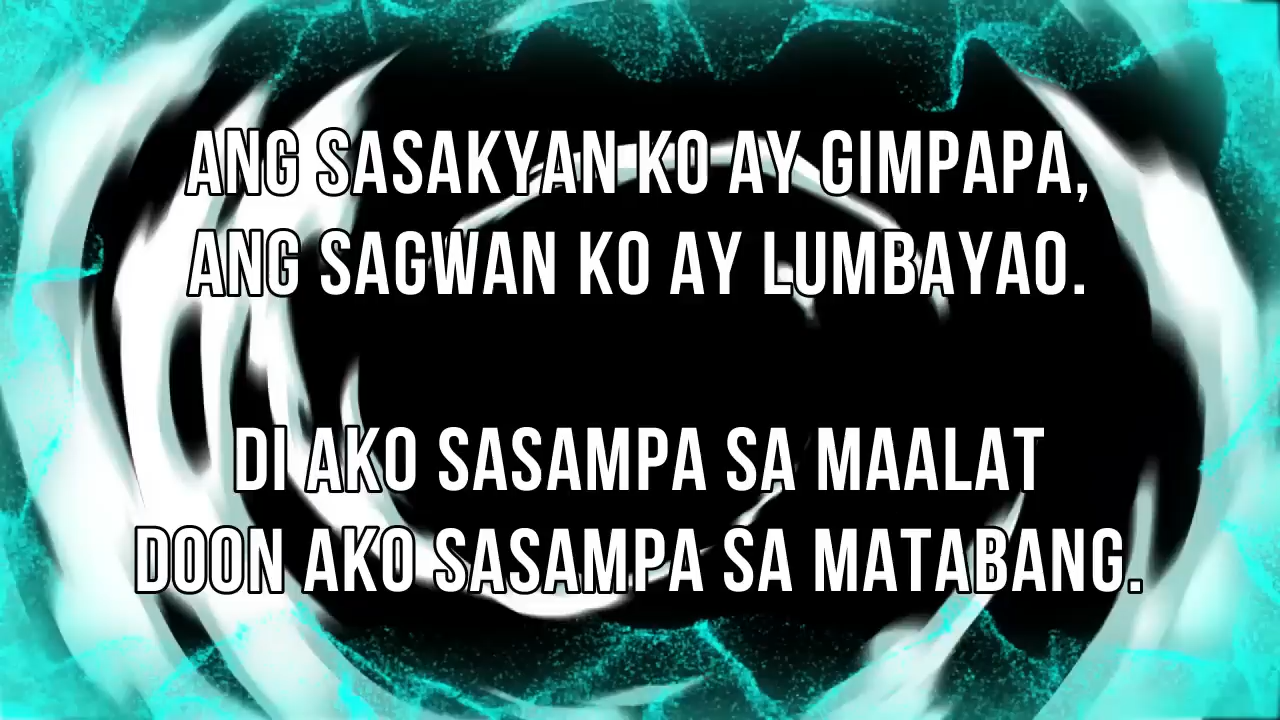 ANG SASAKYAN KO AY GIMPAPA,
ANG SAGWAN KO AY LUMBAYAO.
DI AKO SASAMPA SA MAALAT
DOON AKO SASAMPA SA MATABANG.